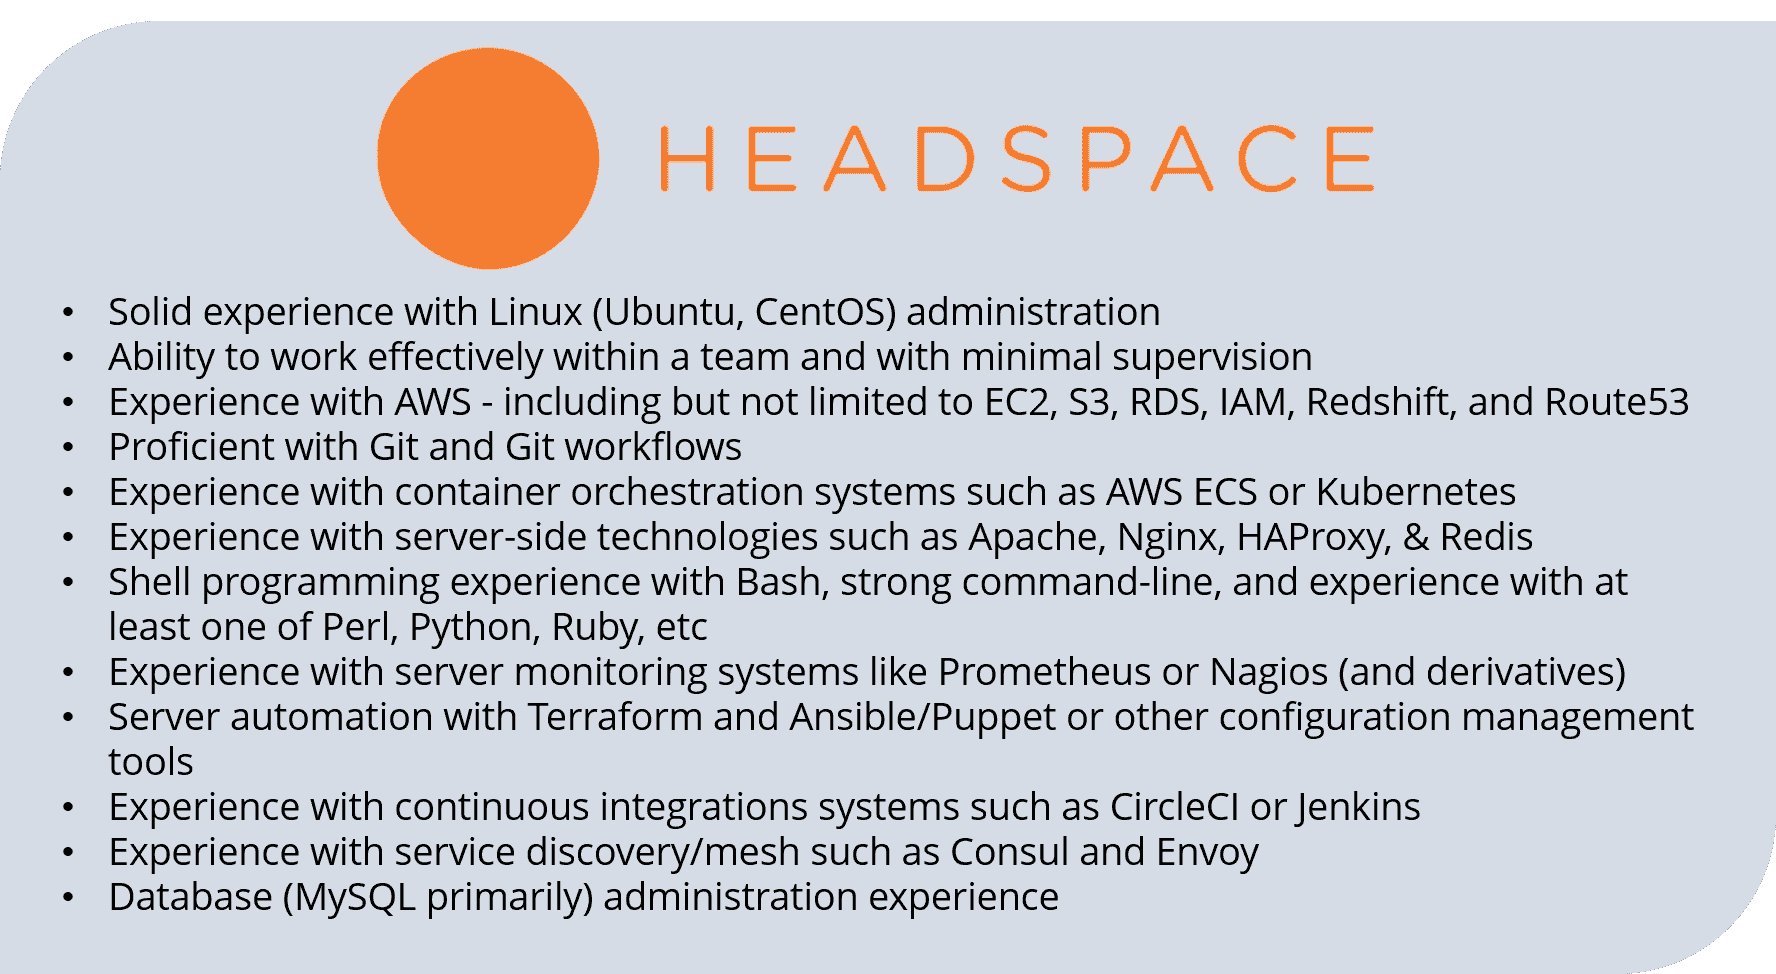 HEADSPACE
• Solid experience with Linux (Ubuntu, CentOS) administration
• Ability to work effectively within a team and with minimal supervision
• Experience with AWS - including but not limited to EC2, S3, RDS, IAM, Redshift, and Route53
• Proficient with Git and Git workflows
• Experience with container orchestration systems such as AWS ECS or Kubernetes
• Experience with server-side technologies such as Apache, Nginx, HAProxy, & Redis
• Shell programming experience with Bash, strong command-line, and experience with at
least one of Perl, Python, Ruby, etc
• Experience with server monitoring systems like Prometheus or Nagios (and derivatives)
• Server automation with Terraform and Ansible/Puppet or other configuration management
tools
• Experience with continuous integrations systems such as CircleCI or Jenkins
• Experience with service discovery/mesh such as Consul and Envoy
• Database (MySQL primarily) administration experience